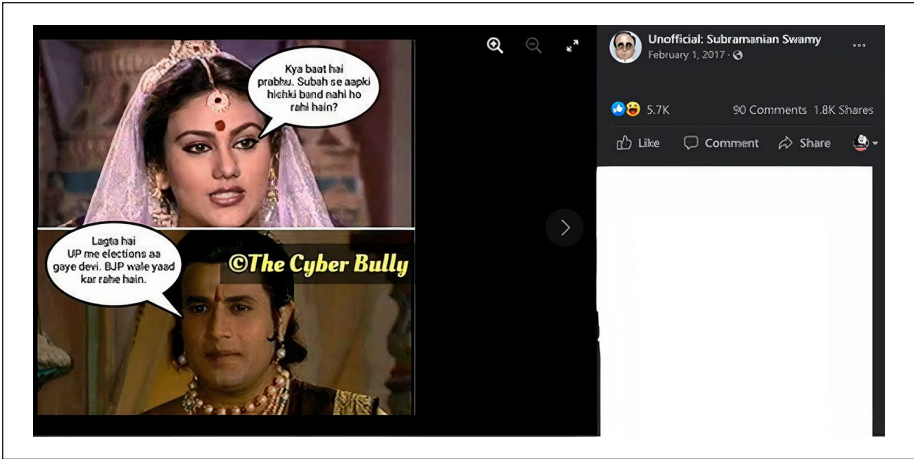 Kya baat hai
prabhu. Subah se aapki
hichki band nahi ho
rahi hain?
Lagta hai
UP me elections aa
gaye devi. BJP wale yaad
kar rahe hain.
©The Cyber Bully
Unofficial: Subramanian Swamy
February 1, 2017
5.7K 90 Comments 1.8K Shares
Like Comment Share